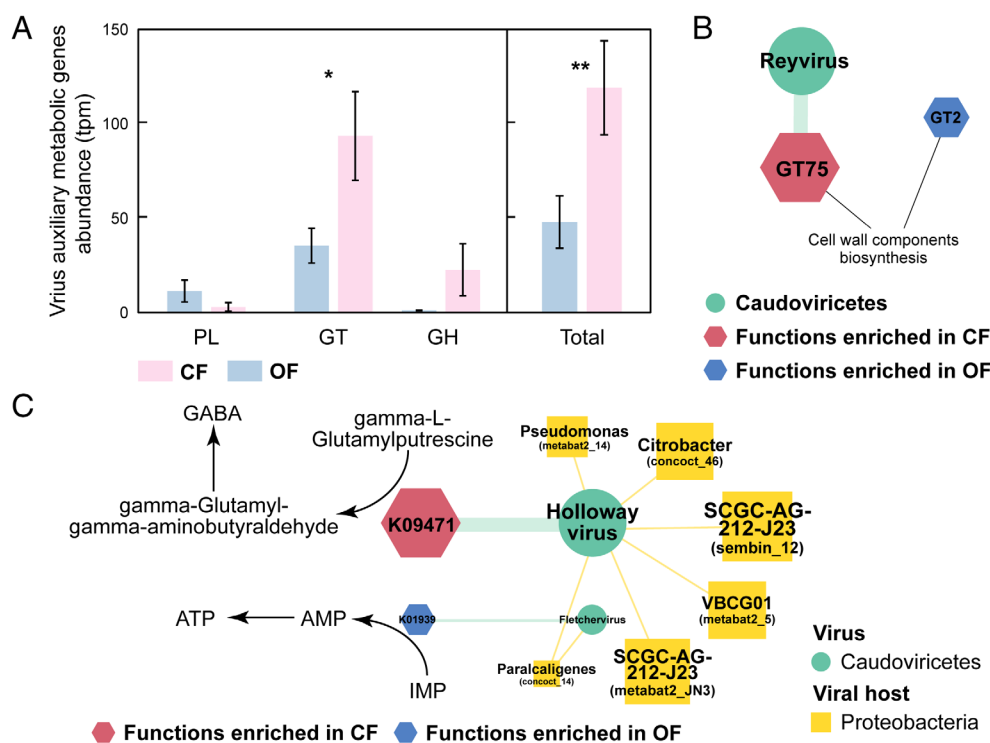 A
Vrius auxiliary metabolic genes
abundance (tpm)
150
100
50
0
*
**
PL
GT
GH
Total
CF
OF
B
Reyvirus
GT75
GT2
Cell wall components
biosynthesis
Caudoviricetes
Functions enriched in CF
Functions enriched in OF
C
GABA
gamma-L-
Glutamylputrescine
gamma-Glutamyl-
gamma-aminobutyraldehyde
K09471
Holloway
virus
Pseudomonas
(metabat2_14)
Citrobacter
(concoct_46)
SCGC-AG-
212-J23
(sembin_12)
VBCG01
(metabat2_5)
SCGC-AG-
212-J23
(metabat2_JN3)
Paralcaligenes
(concoct_14)
Fletchervirus
K01939
ATP
AMP
IMP
Virus
Caudoviricetes
Viral host
Proteobacteria
Functions enriched in CF
Functions enriched in OF